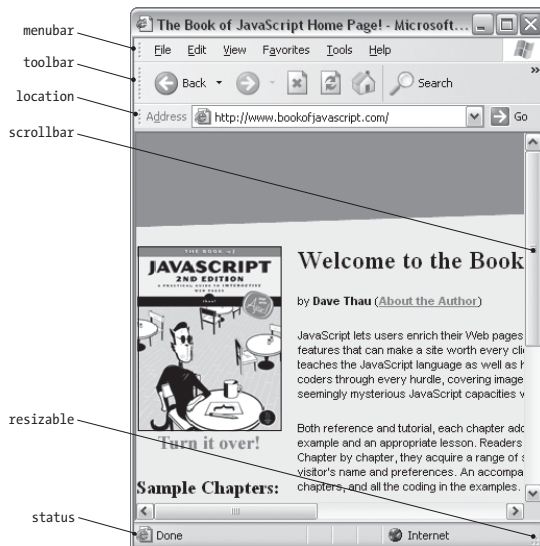 The Book of JavaScript Home Page! - Microsoft...
menubar
File Edit View Favorites Tools Help
toolbar
Back Search »
location
Address http://www.bookofjavascript.com/ Go
scrollbar
THE BOOK of
JAVASCRIPT
2ND EDITION
A PRACTICAL GUIDE TO INTERACTIVE
WEB PAGES
thau!
Turn it over!
Sample Chapters:
Welcome to the Book
by Dave Thau (About the Author)
JavaScript lets users enrich their Web pages
features that can make a site worth every cli
teaches the JavaScript language as well as h
coders through every hurdle, covering image
seemingly mysterious JavaScript capacities v
Both reference and tutorial, each chapter add
example and an appropriate lesson. Readers
Chapter by chapter, they acquire a range of s
visitor's name and preferences. An accompa
chapters, and all the coding in the examples.
resizable
status
Done Internet